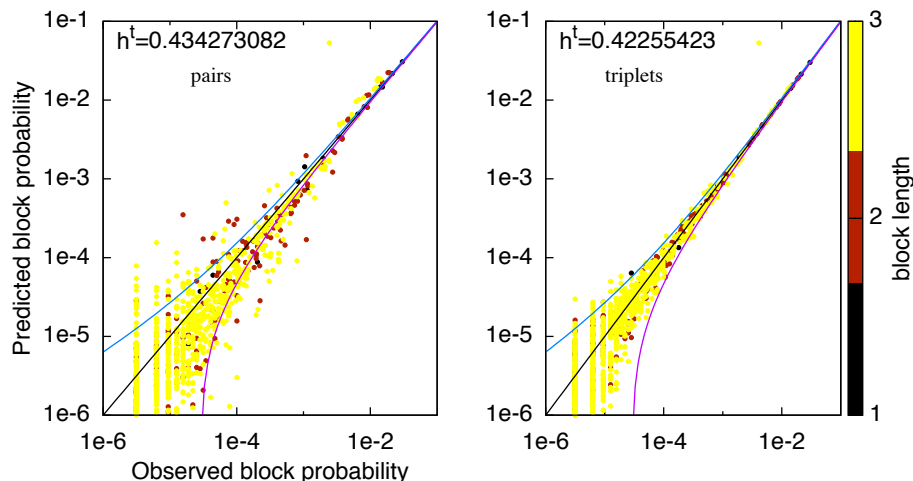 h^t=0.434273082
pairs
1e-1
1e-2
1e-3
1e-4
1e-5
1e-6
Predicted block probability
1e-6
1e-4
1e-2
Observed block probability
h^t=0.42255423
triplets
1e-1
1e-2
1e-3
1e-4
1e-5
1e-6
1e-6
1e-4
1e-2
3
2
1
block length